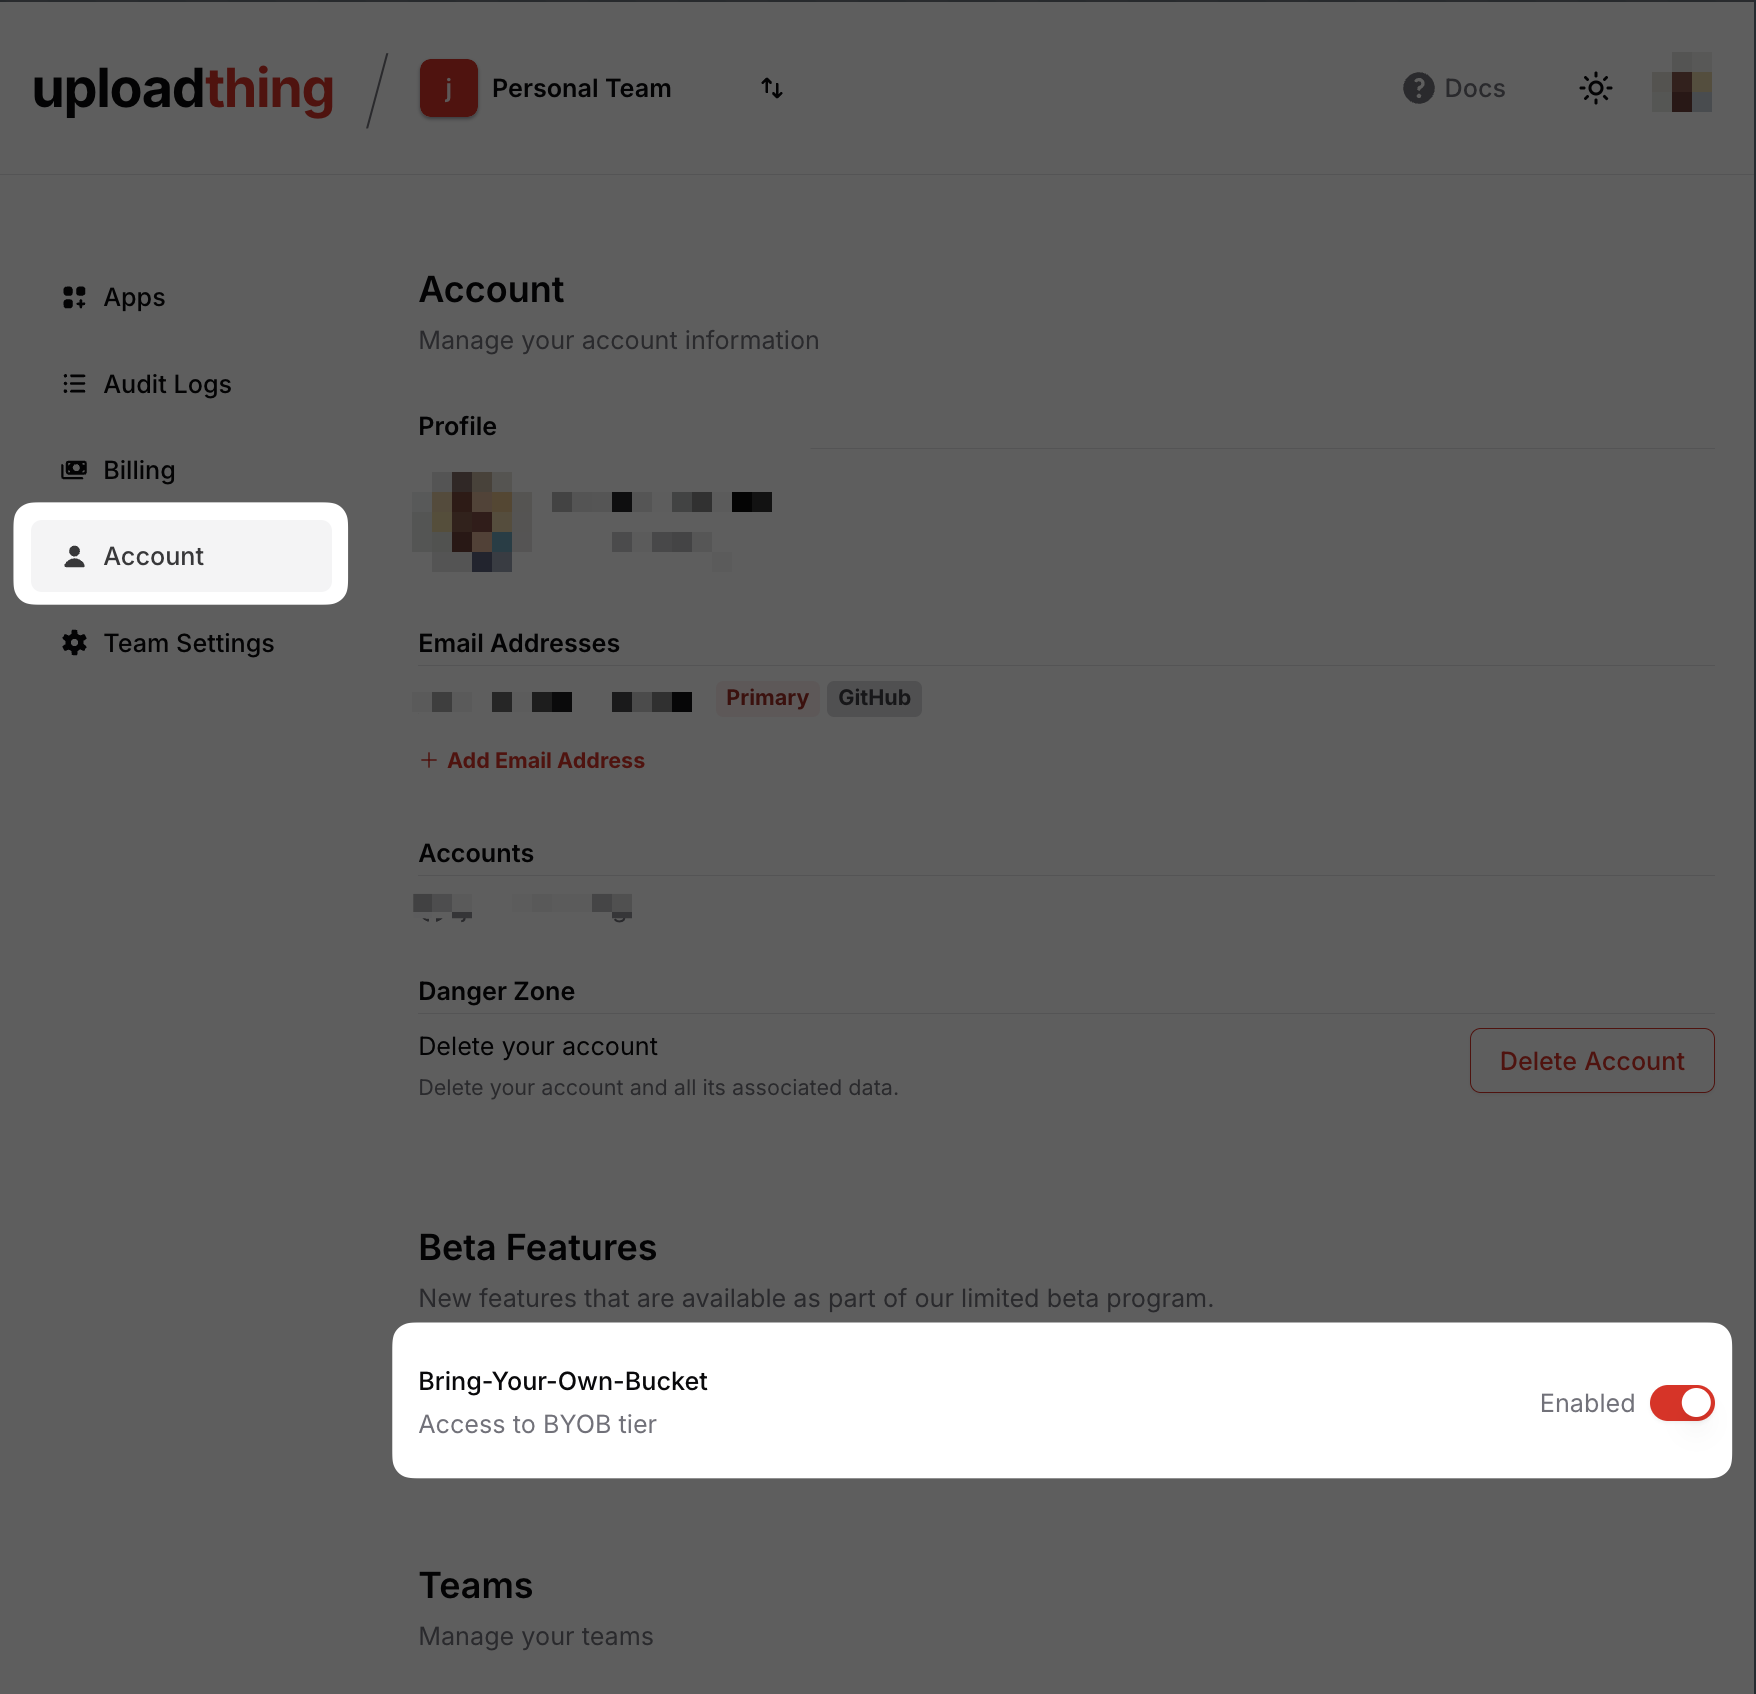 uploadthing
j Personal Team
Docs
Apps
Audit Logs
Billing
Account
Team Settings
Account
Manage your account information
Profile
Email Addresses
Primary GitHub
+ Add Email Address
Accounts
Danger Zone
Delete your account
Delete your account and all its associated data.
Delete Account
Beta Features
New features that are available as part of our limited beta program.
Bring-Your-Own-Bucket
Access to BYOB tier
Enabled
Teams
Manage your teams